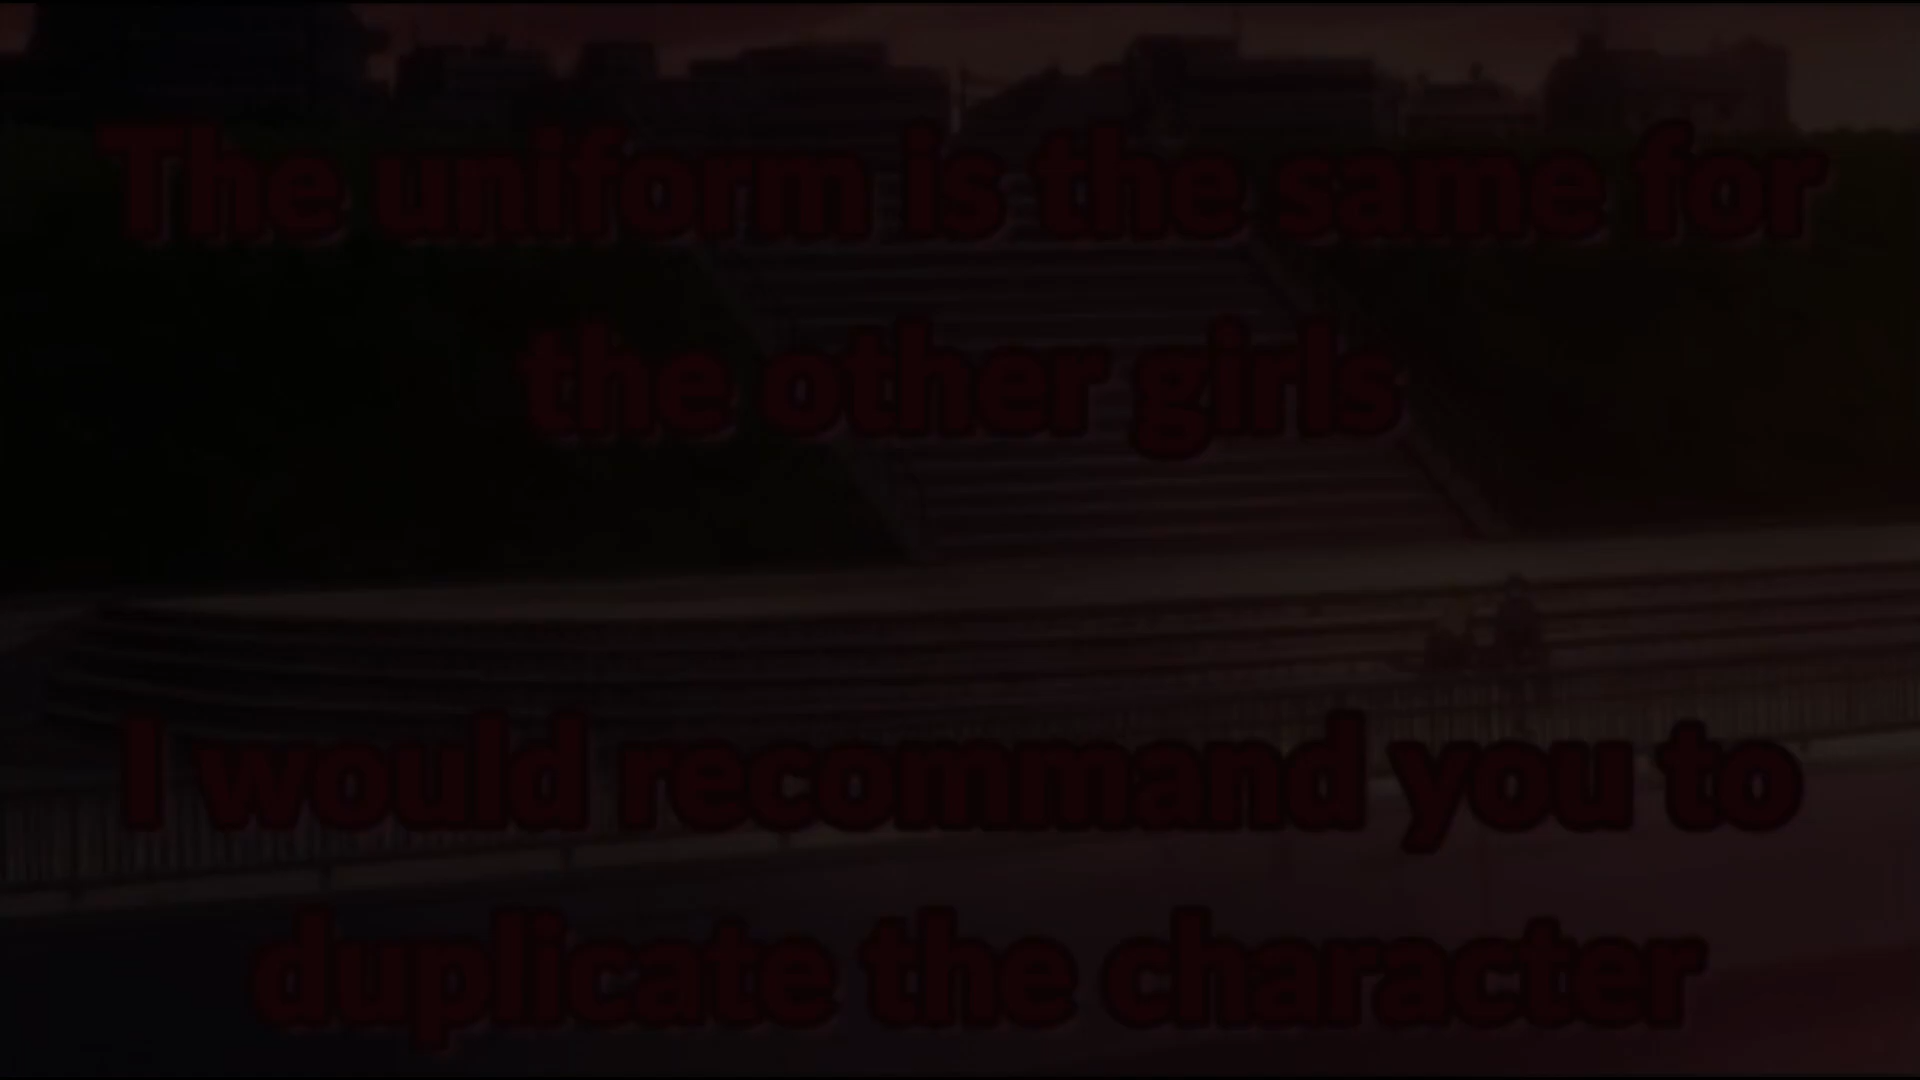 The uniform is the same for
the other girls
I would recommand you to
duplicate the character